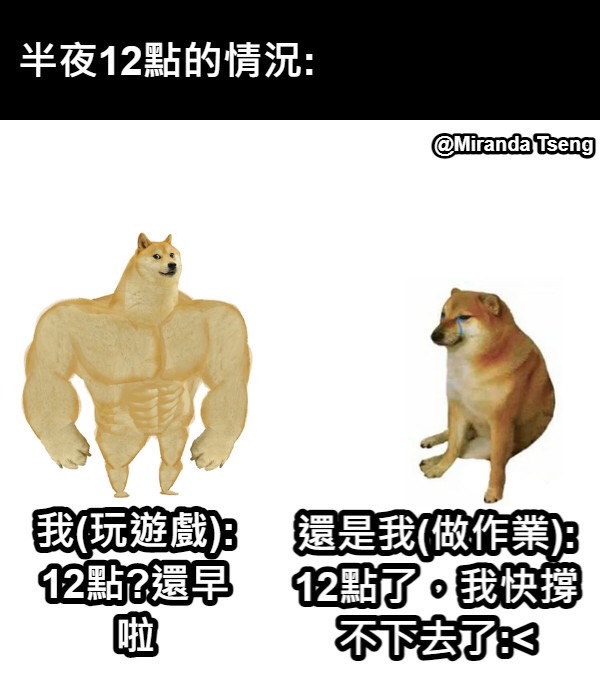 半夜12點的情況:
@Miranda Tseng
我(玩遊戲):
12點?還早
啦
還是我(做作業):
12點了，我快撐
不下去了:<